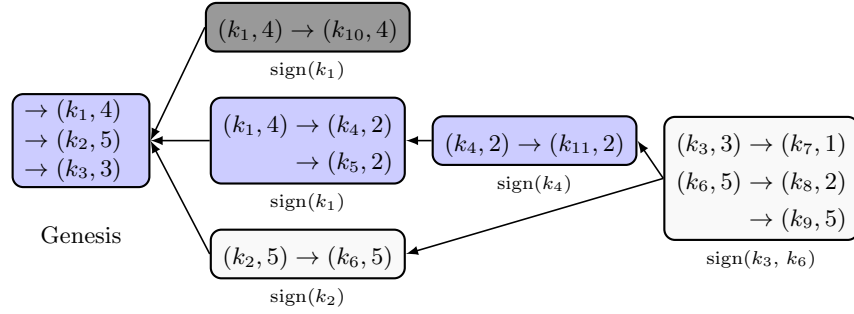 (k₁, 4) → (k₁₀, 4)
sign(k₁)
→ (k₁, 4)
→ (k₂, 5)
→ (k₃, 3)
Genesis
(k₁, 4) → (k₄, 2)
→ (k₅, 2)
sign(k₁)
(k₄, 2) → (k₁₁, 2)
sign(k₄)
(k₂, 5) → (k₆, 5)
sign(k₂)
(k₃, 3) → (k₇, 1)
(k₆, 5) → (k₈, 2)
→ (k₉, 5)
sign(k₃, k₆)